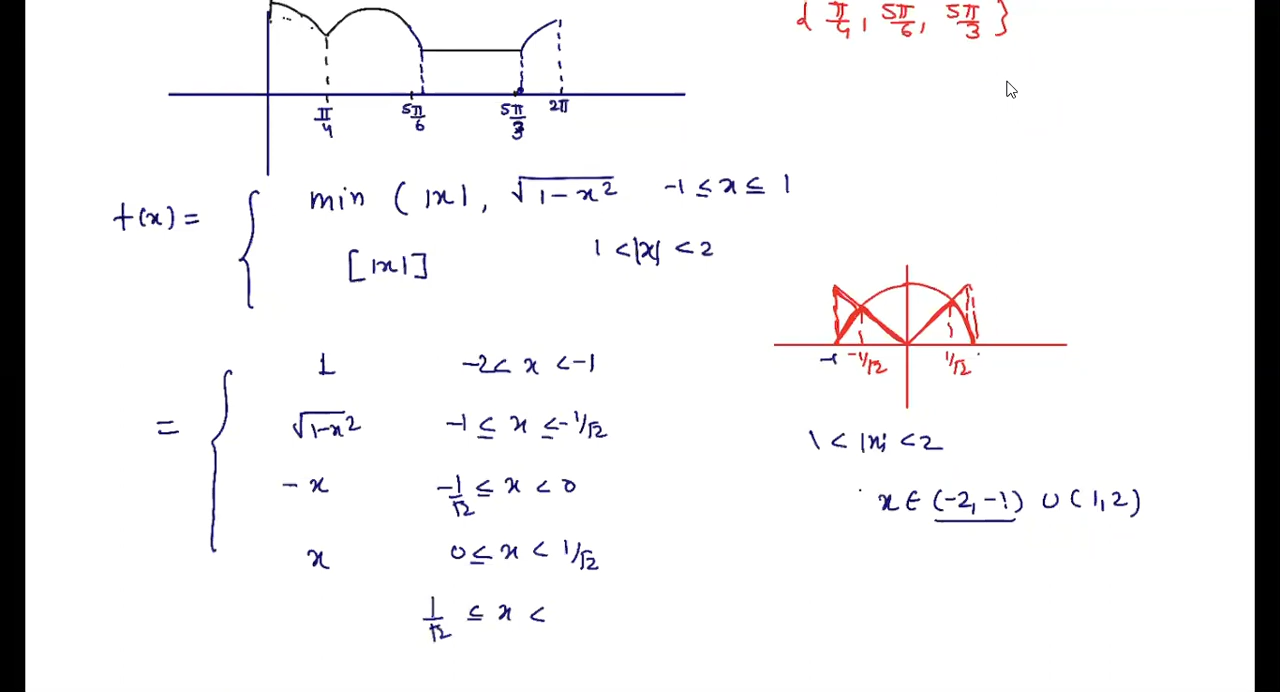 { π/4, 5π/6, 5π/3 }
π/4 5π/6 5π/3 2π
f(x) = { min ( |x|, √1-x² -1 ≤ x ≤ 1
[|x|] 1 < |x| < 2
= { 1 -2 < x < -1
√1-x² -1 ≤ x ≤ -1/√2
-x -1/√2 ≤ x < 0
x 0 ≤ x < 1/√2
1/√2 ≤ x <
-1 -1/√2 1/√2
1 < |x| < 2
x ∈ (-2, -1) ∪ (1, 2)